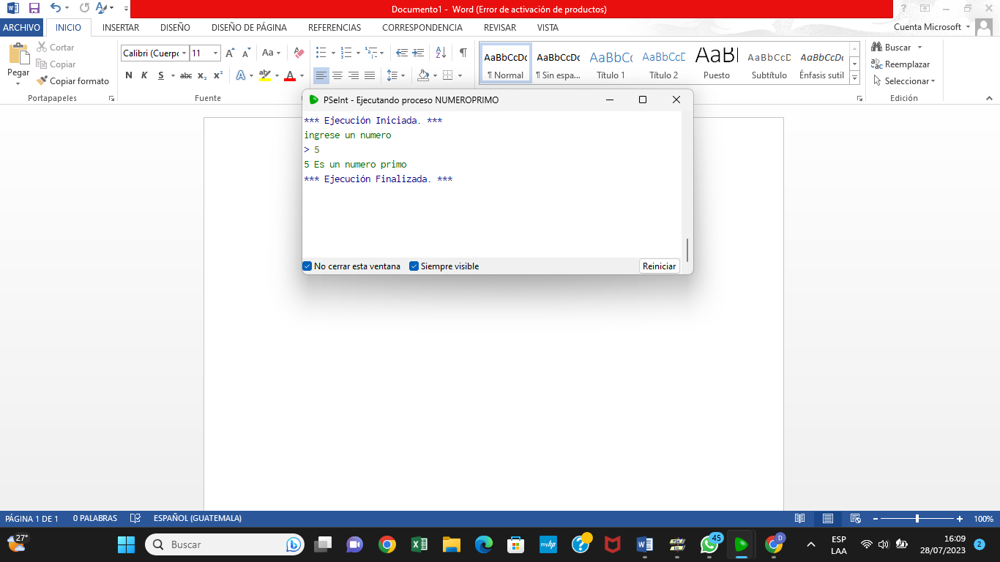 Documento1 - Word (Error de activación de productos)
ARCHIVO INICIO INSERTAR DISEÑO DISEÑO DE PÁGINA REFERENCIAS CORRESPONDENCIA REVISAR VISTA Cuenta Microsoft
Pegar
Cortar
Copiar
Copiar formato
Portapapeles
Calibri (Cuerpo 11
Aa
N K S abc x₂ x²
Fuente
AaBbCcDc AaBbCcDc AaBbCc AaBbCcD AaBl AaBbCcD AaBbCcDc
¶ Normal ¶ Sin espa... Título 1 Título 2 Puesto Subtítulo Énfasis sutil
Buscar
Reemplazar
Seleccionar
Edición
PSeInt - Ejecutando proceso NUMEROPRIMO
*** Ejecución Iniciada. ***
ingrese un numero
> 5
5 Es un numero primo
*** Ejecución Finalizada. ***
No cerrar esta ventana Siempre visible Reiniciar
PÁGINA 1 DE 1 0 PALABRAS ESPAÑOL (GUATEMALA) 100%
27°
Buscar
myhp
45
D
ESP
LAA
16:09
28/07/2023
2